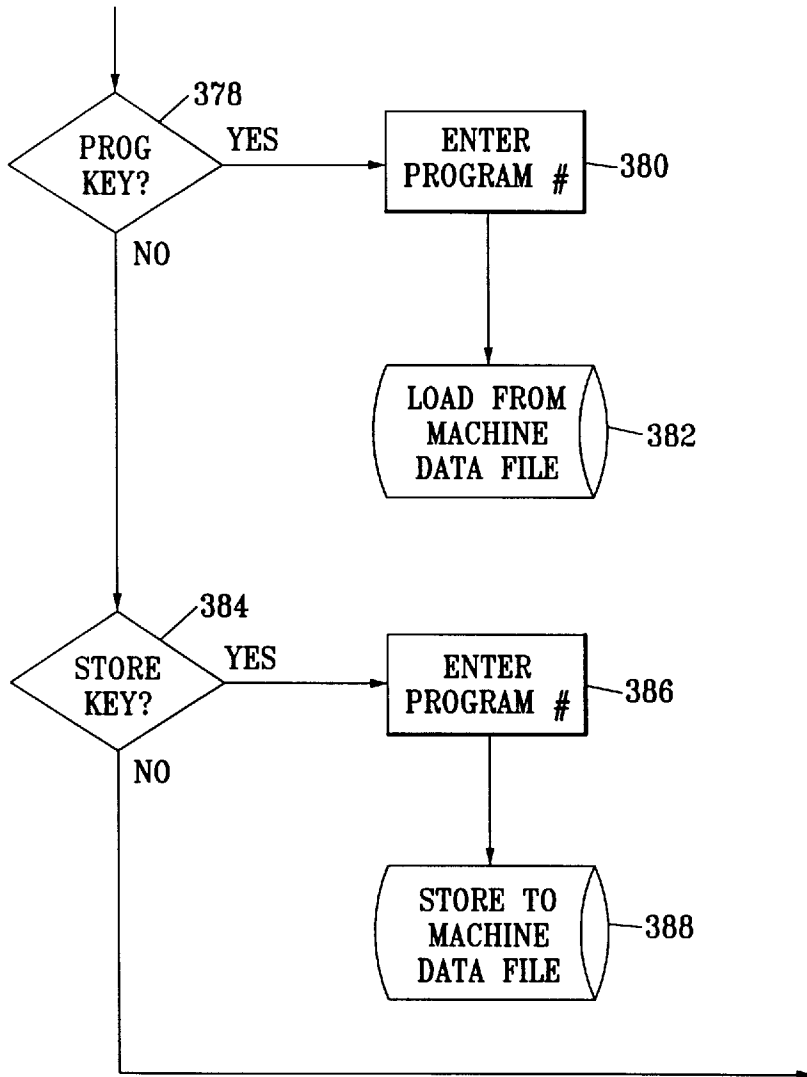 378
PROG
KEY?
YES
ENTER
PROGRAM #
380
NO
LOAD FROM
MACHINE
DATA FILE
382
384
STORE
KEY?
YES
ENTER
PROGRAM #
386
NO
STORE TO
MACHINE
DATA FILE
388